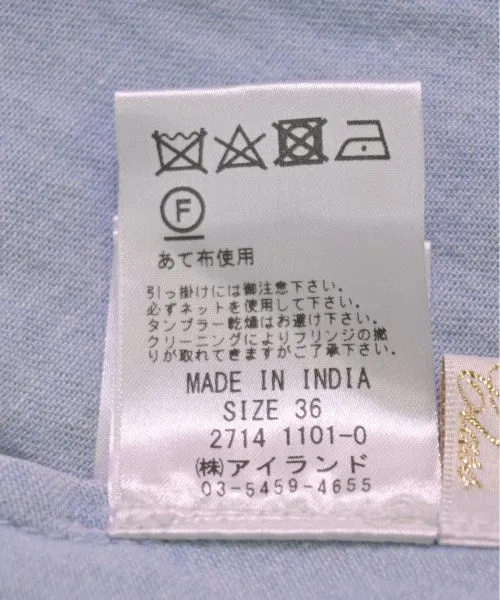 F
あて布使用
引っ掛けには御注意下さい。
必ずネットを使用して下さい。
タンブラー乾燥はお避け下さい。
クリーニングによりフリンジの撚
りが取れてきますがご了承下さい。
MADE IN INDIA
SIZE 36
2714 1101-0
(株)アイランド
03-5459-4655